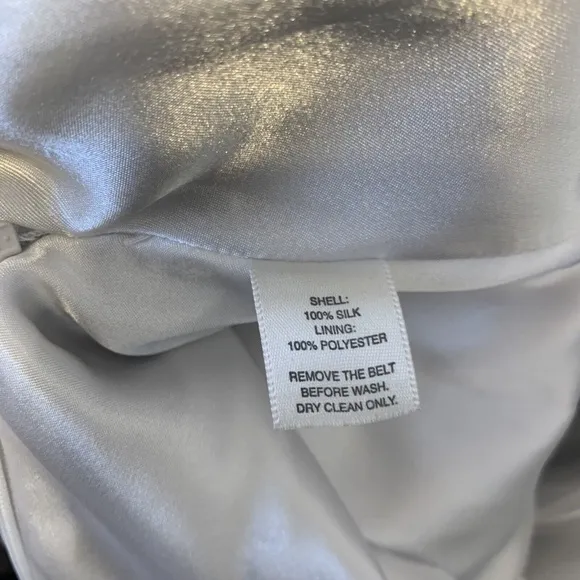 SHELL:
100% SILK
LINING:
100% POLYESTER
REMOVE THE BELT
BEFORE WASH.
DRY CLEAN ONLY.